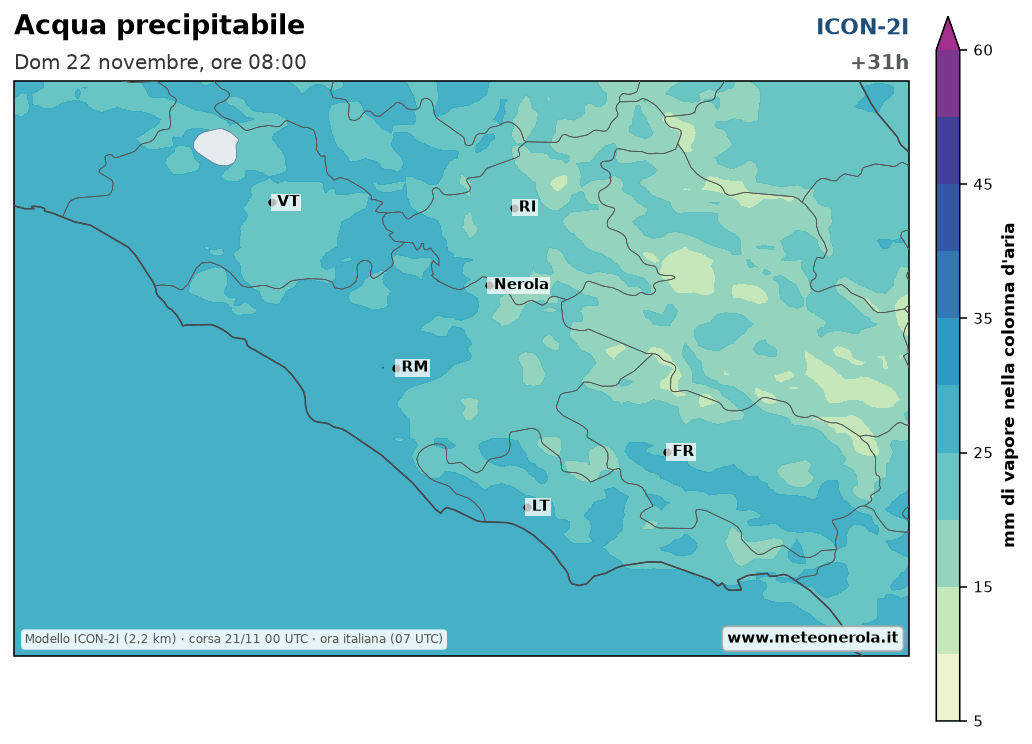 Acqua precipitabile
ICON-2I
Dom 22 novembre, ore 08:00
+31h
60
45
35
25
15
5
mm di vapore nella colonna d'aria
VT
RI
Nerola
RM
FR
LT
Modello ICON-2I (2,2 km) · corsa 21/11 00 UTC · ora italiana (07 UTC)
www.meteonerola.it